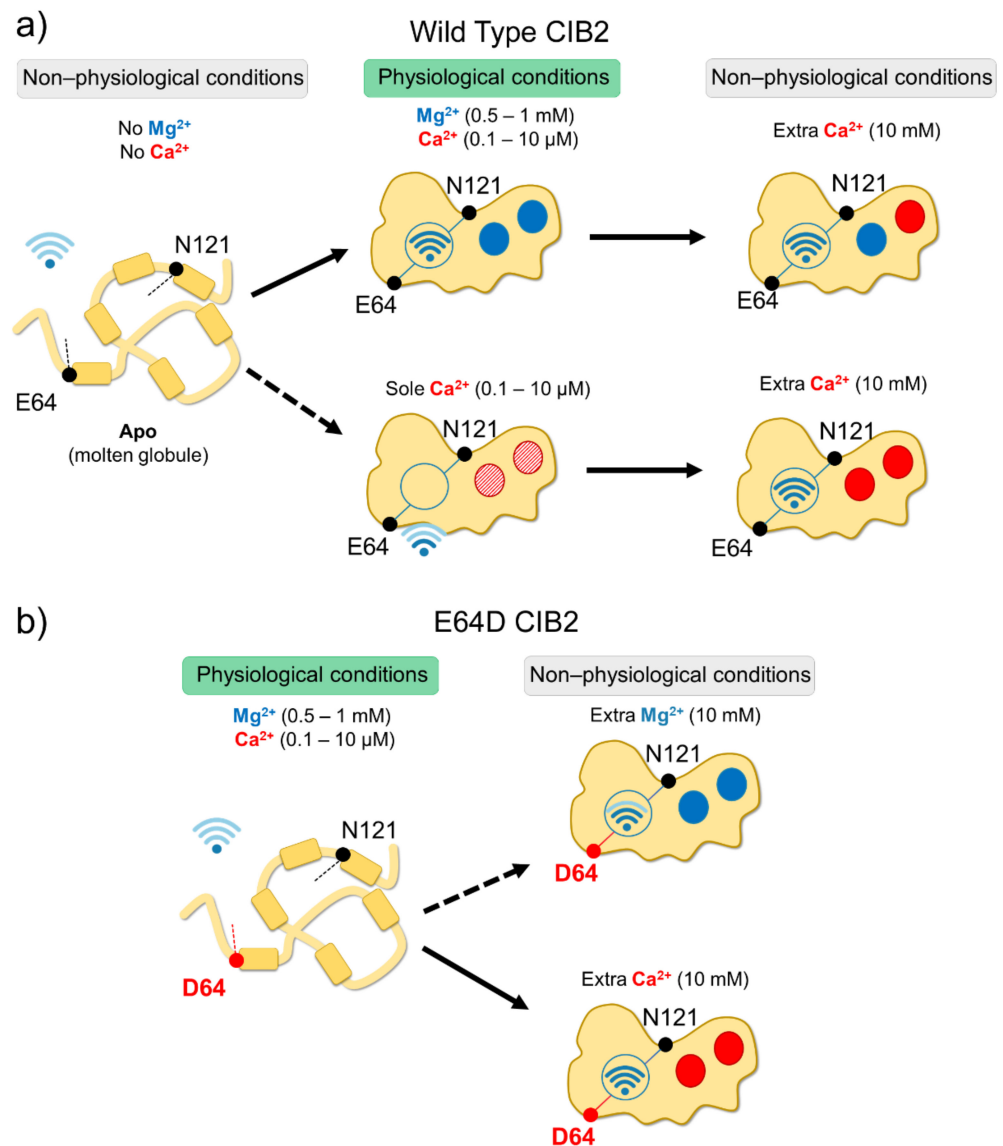 a)
Wild Type CIB2
Non–physiological conditions
Physiological conditions
Non–physiological conditions
No Mg²⁺
No Ca²⁺
Mg²⁺ (0.5 – 1 mM)
Ca²⁺ (0.1 – 10 µM)
Extra Ca²⁺ (10 mM)
N121
E64
Apo
(molten globule)
N121
E64
N121
E64
Sole Ca²⁺ (0.1 – 10 µM)
N121
E64
Extra Ca²⁺ (10 mM)
N121
E64
b)
E64D CIB2
Physiological conditions
Non–physiological conditions
Mg²⁺ (0.5 – 1 mM)
Ca²⁺ (0.1 – 10 µM)
Extra Mg²⁺ (10 mM)
N121
D64
N121
D64
Extra Ca²⁺ (10 mM)
N121
D64